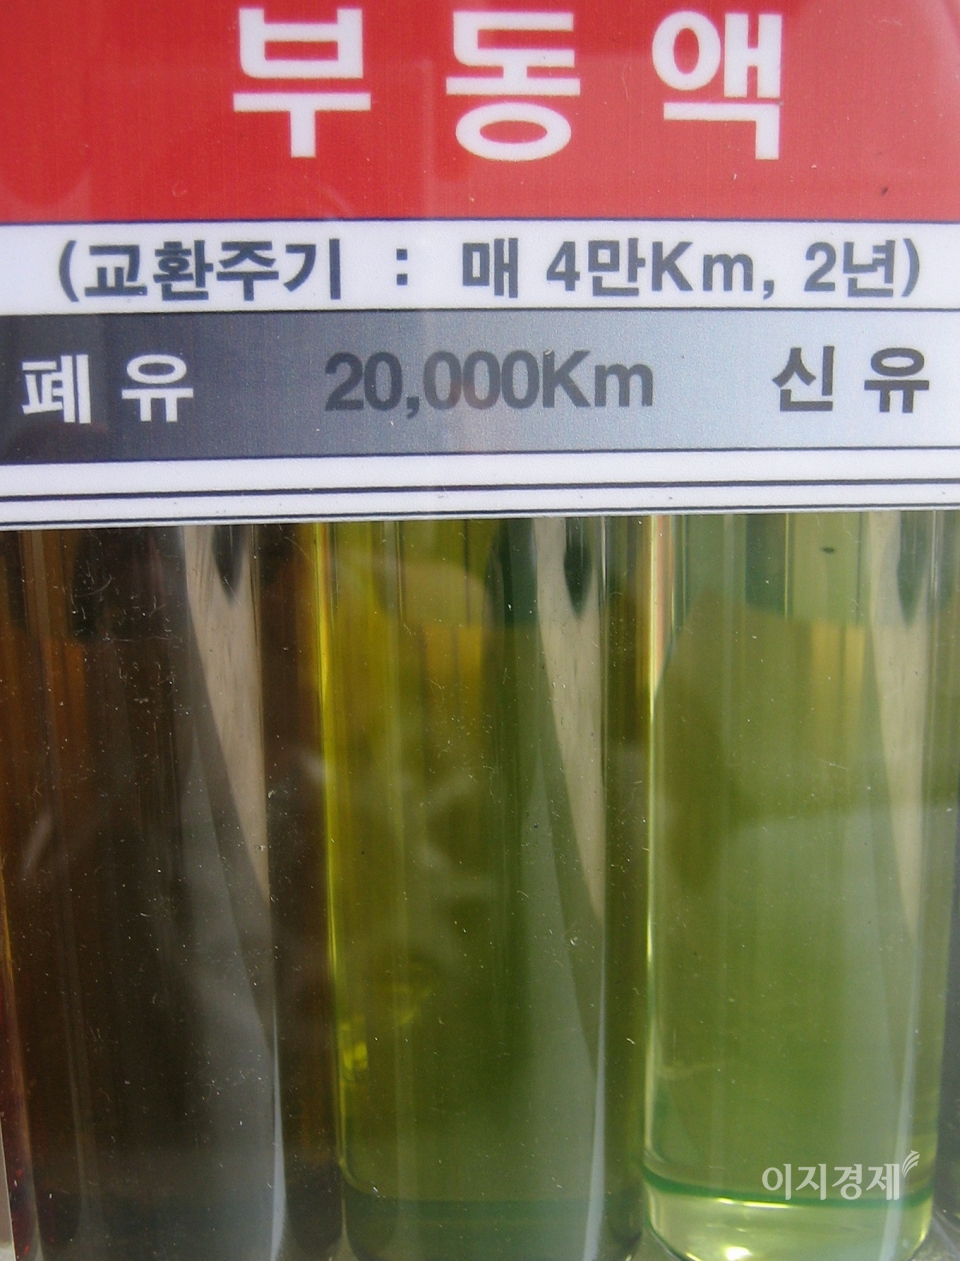 부동액
(교환주기 : 매 4만Km, 2년)
폐유 20,000Km 신유
이지경제